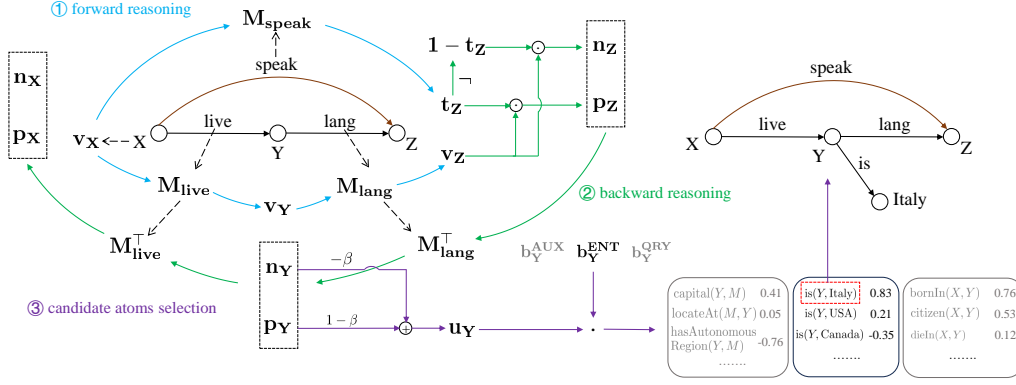 ① forward reasoning
M_speak
speak
n_X
p_X
v_X
X
live
Y
lang
Z
M_live
v_Y
M_lang
M_live^⊤
M_lang^⊤
1 − t_Z
¬
t_Z
v_Z
n_Z
p_Z
② backward reasoning
③ candidate atoms selection
n_Y
p_Y
−β
1 − β
+
u_Y
b_Y^AUX b_Y^ENT b_Y^QRY
·
speak
X
live
Y
lang
Z
is
Italy
capital(Y, M) 0.41
locateAt(M, Y) 0.05
hasAutonomous
Region(Y, M) -0.76
.......
is(Y, Italy) 0.83
is(Y, USA) 0.21
is(Y, Canada) -0.35
.......
bornIn(X, Y) 0.76
citizen(X, Y) 0.53
dieIn(X, Y) 0.12
.......